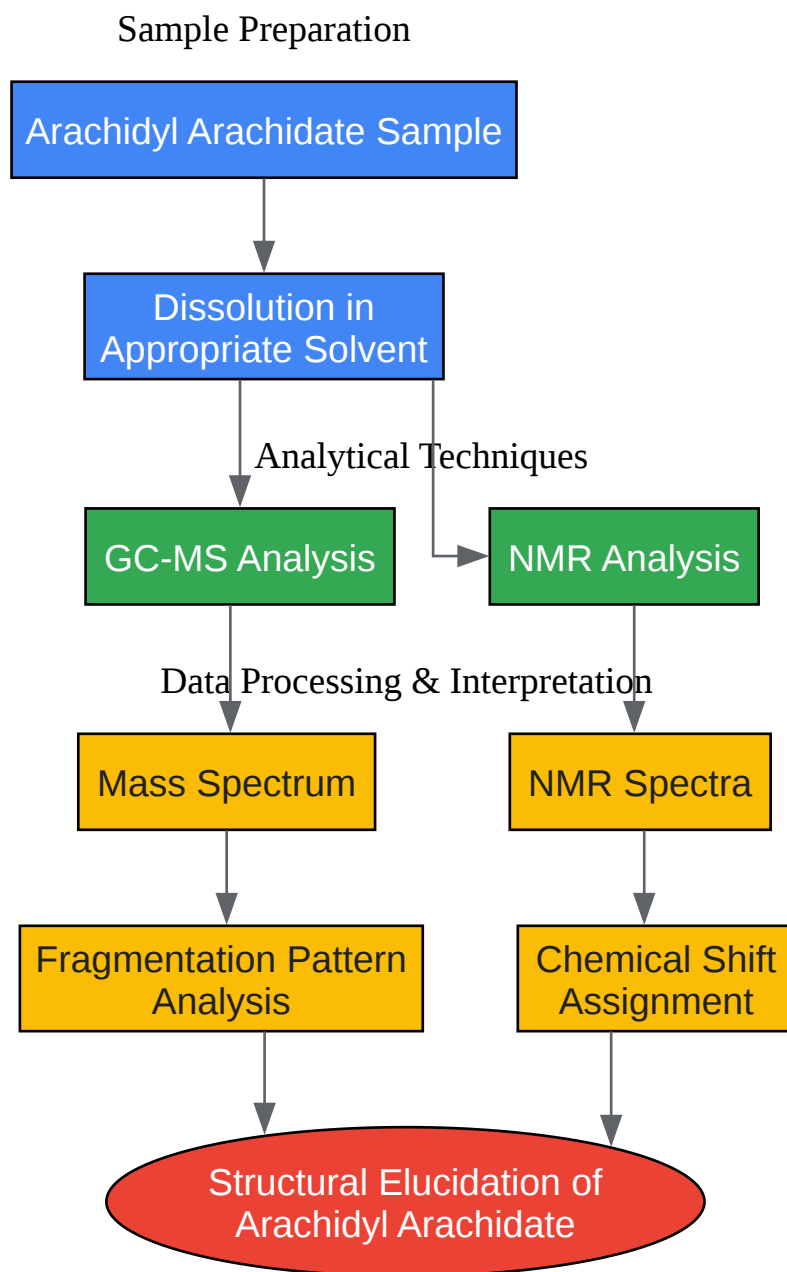 Sample Preparation
Arachidyl Arachidate Sample
Dissolution in
Appropriate Solvent
Analytical Techniques
GC-MS Analysis
NMR Analysis
Data Processing & Interpretation
Mass Spectrum
NMR Spectra
Fragmentation Pattern
Analysis
Chemical Shift
Assignment
Structural Elucidation of
Arachidyl Arachidate